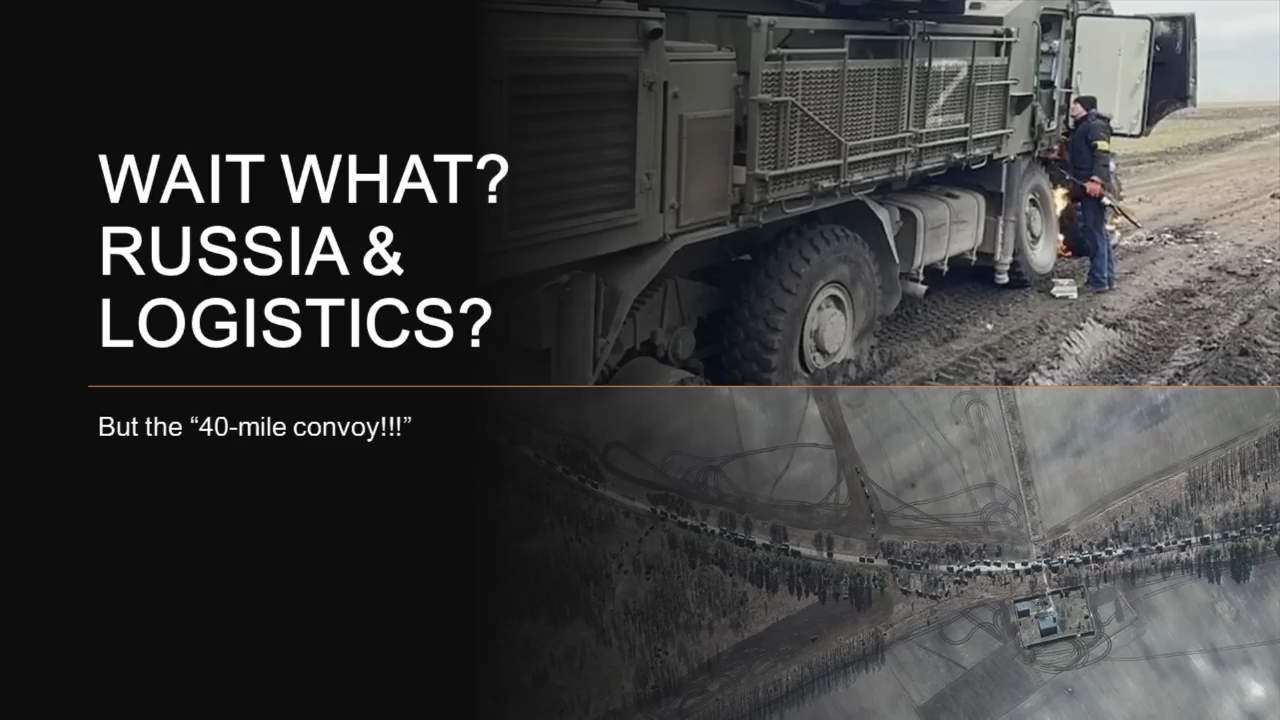 WAIT WHAT?
RUSSIA &
LOGISTICS?
But the “40-mile convoy!!!”
Z